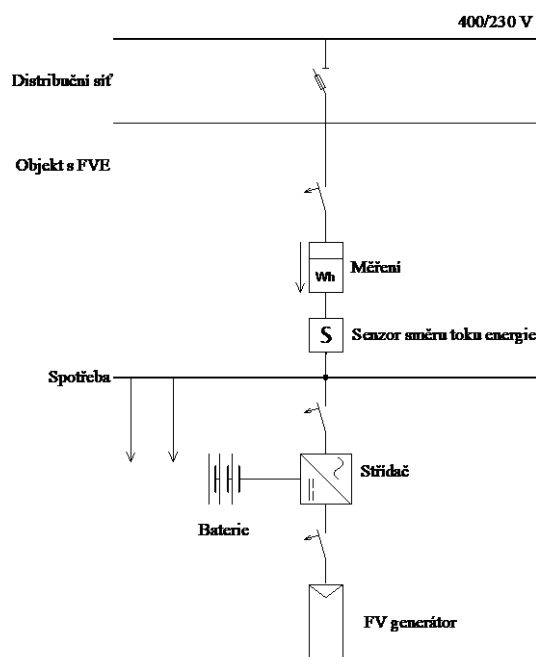 400/230 V
Distribuční síť
Objekt s FVE
Měření
Wh
S
Senzor směru toku energie
Spotřeba
Střídač
Baterie
FV generátor